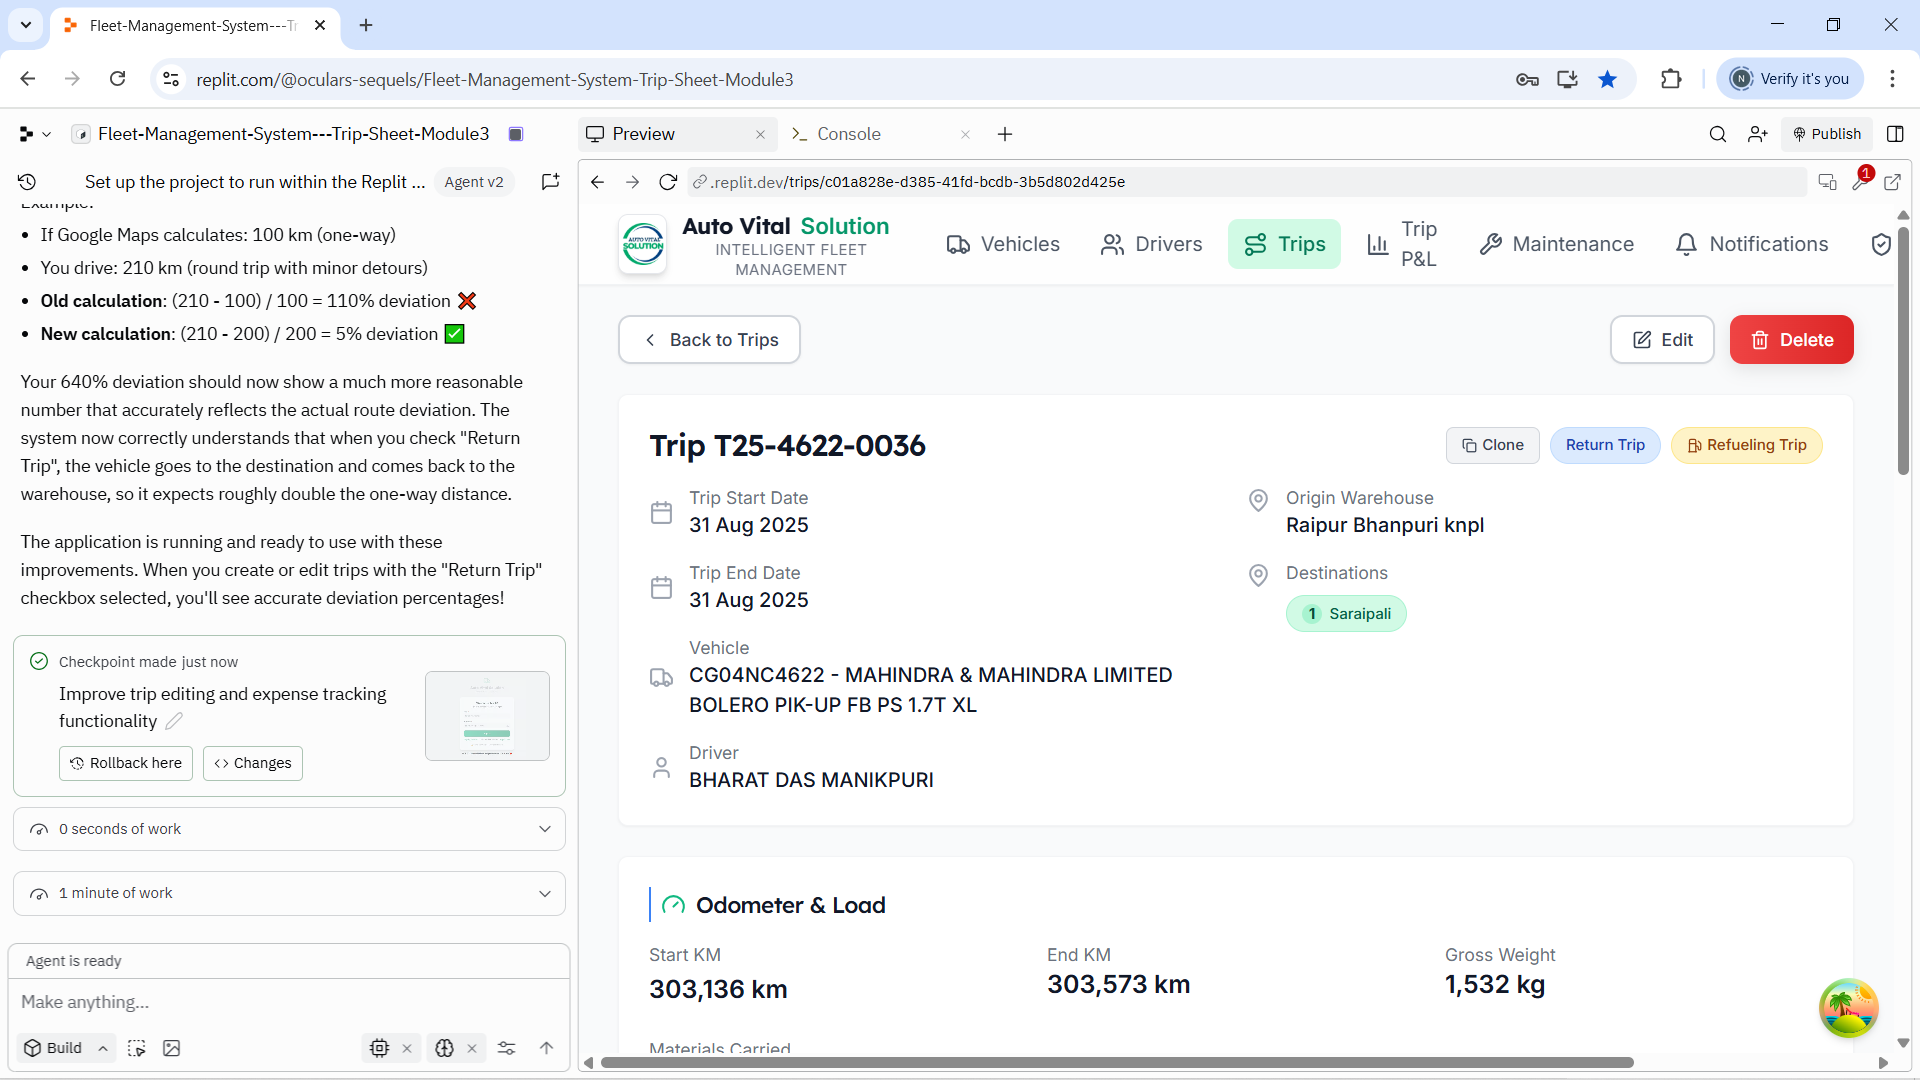 Fleet-Management-System---Tr
replit.com/@oculars-sequels/Fleet-Management-System-Trip-Sheet-Module3
N
Verify it's you
Fleet-Management-System---Trip-Sheet-Module3
Preview
Console
Publish
Set up the project to run within the Replit ...
Agent v2
.replit.dev/trips/c01a828e-d385-41fd-bcdb-3b5d802d425e
1
Example:
If Google Maps calculates: 100 km (one-way)
You drive: 210 km (round trip with minor detours)
Old calculation: (210 - 100) / 100 = 110% deviation ❌
New calculation: (210 - 200) / 200 = 5% deviation ✅
Your 640% deviation should now show a much more reasonable
number that accurately reflects the actual route deviation. The
system now correctly understands that when you check "Return
Trip", the vehicle goes to the destination and comes back to the
warehouse, so it expects roughly double the one-way distance.
The application is running and ready to use with these
improvements. When you create or edit trips with the "Return Trip"
checkbox selected, you'll see accurate deviation percentages!
Checkpoint made just now
Improve trip editing and expense tracking
functionality
Rollback here
Changes
0 seconds of work
1 minute of work
Agent is ready
Make anything...
Build
AUTO VITAL
SOLUTION
Auto Vital Solution
INTELLIGENT FLEET
MANAGEMENT
Vehicles
Drivers
Trips
Trip
P&L
Maintenance
Notifications
Back to Trips
Edit
Delete
Trip T25-4622-0036
Clone
Return Trip
Refueling Trip
Trip Start Date
31 Aug 2025
Origin Warehouse
Raipur Bhanpuri knpl
Trip End Date
31 Aug 2025
Destinations
1 Saraipali
Vehicle
CG04NC4622 - MAHINDRA & MAHINDRA LIMITED
BOLERO PIK-UP FB PS 1.7T XL
Driver
BHARAT DAS MANIKPURI
Odometer & Load
Start KM
303,136 km
End KM
303,573 km
Gross Weight
1,532 kg
Materials Carried